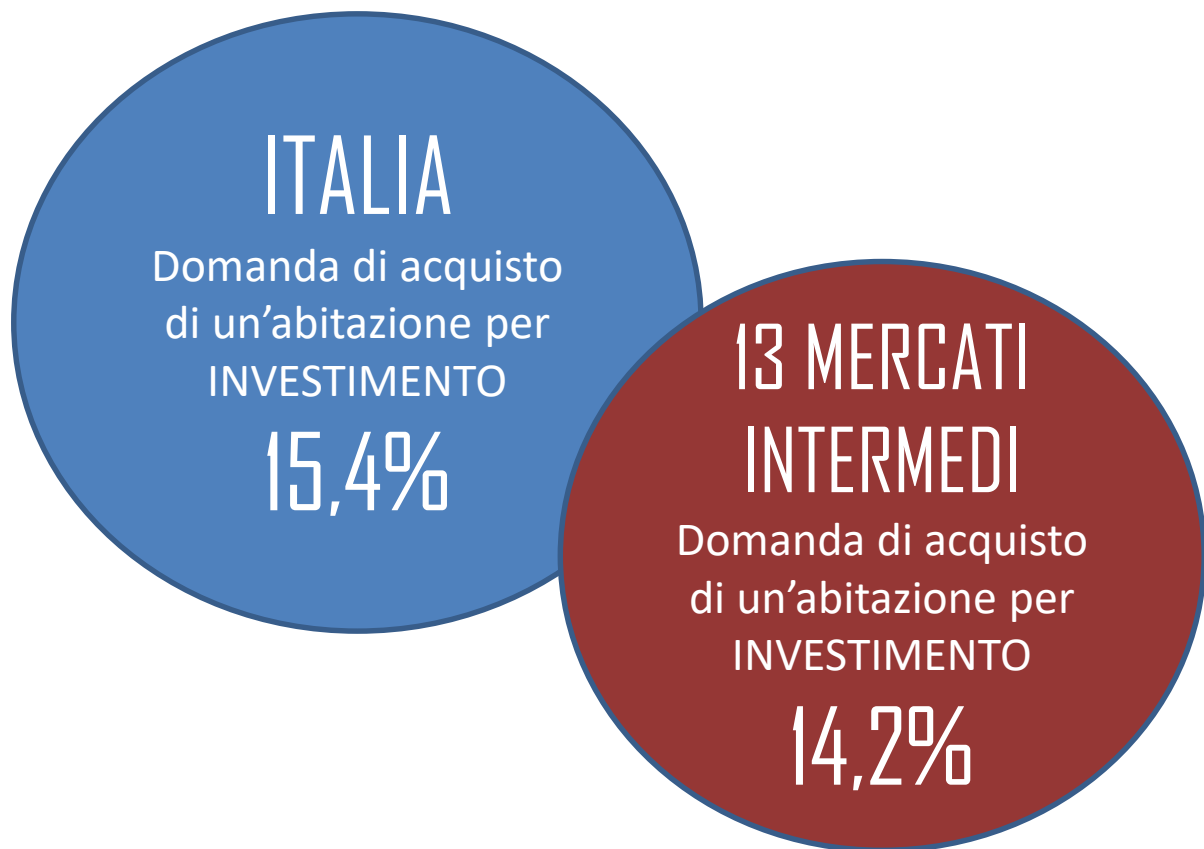 ITALIA
Domanda di acquisto
di un’abitazione per
INVESTIMENTO
15,4%
13 MERCATI
INTERMEDI
Domanda di acquisto
di un’abitazione per
INVESTIMENTO
14,2%